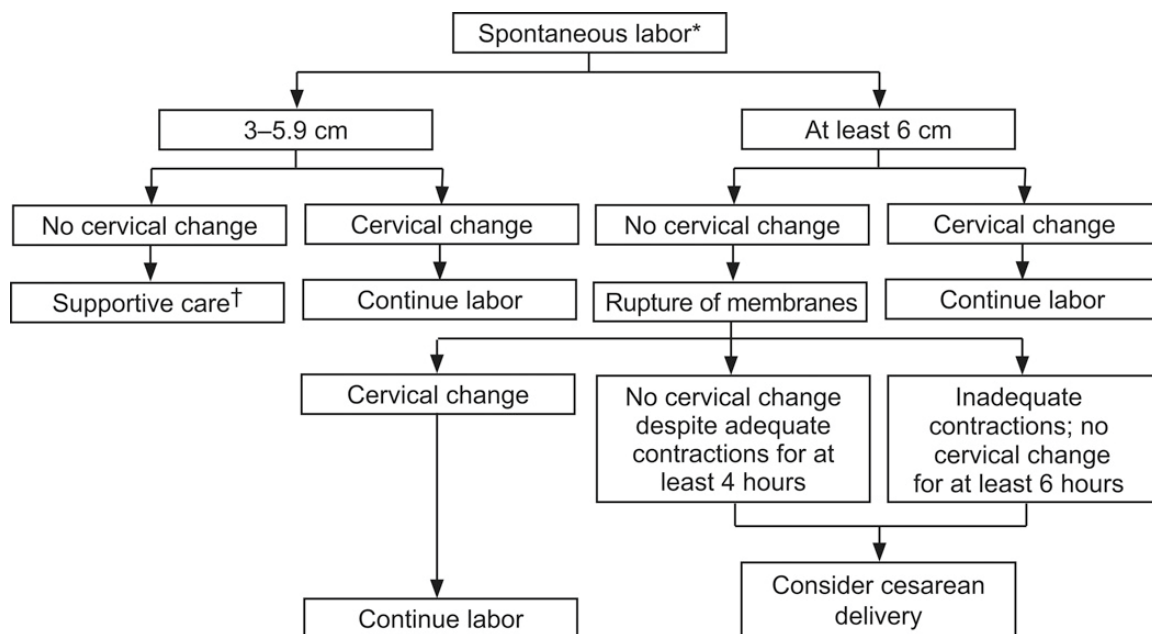 Spontaneous labor*
3–5.9 cm
At least 6 cm
No cervical change
Cervical change
No cervical change
Cervical change
Supportive care†
Continue labor
Rupture of membranes
Continue labor
Cervical change
No cervical change
despite adequate
contractions for at
least 4 hours
Inadequate
contractions; no
cervical change
for at least 6 hours
Continue labor
Consider cesarean
delivery